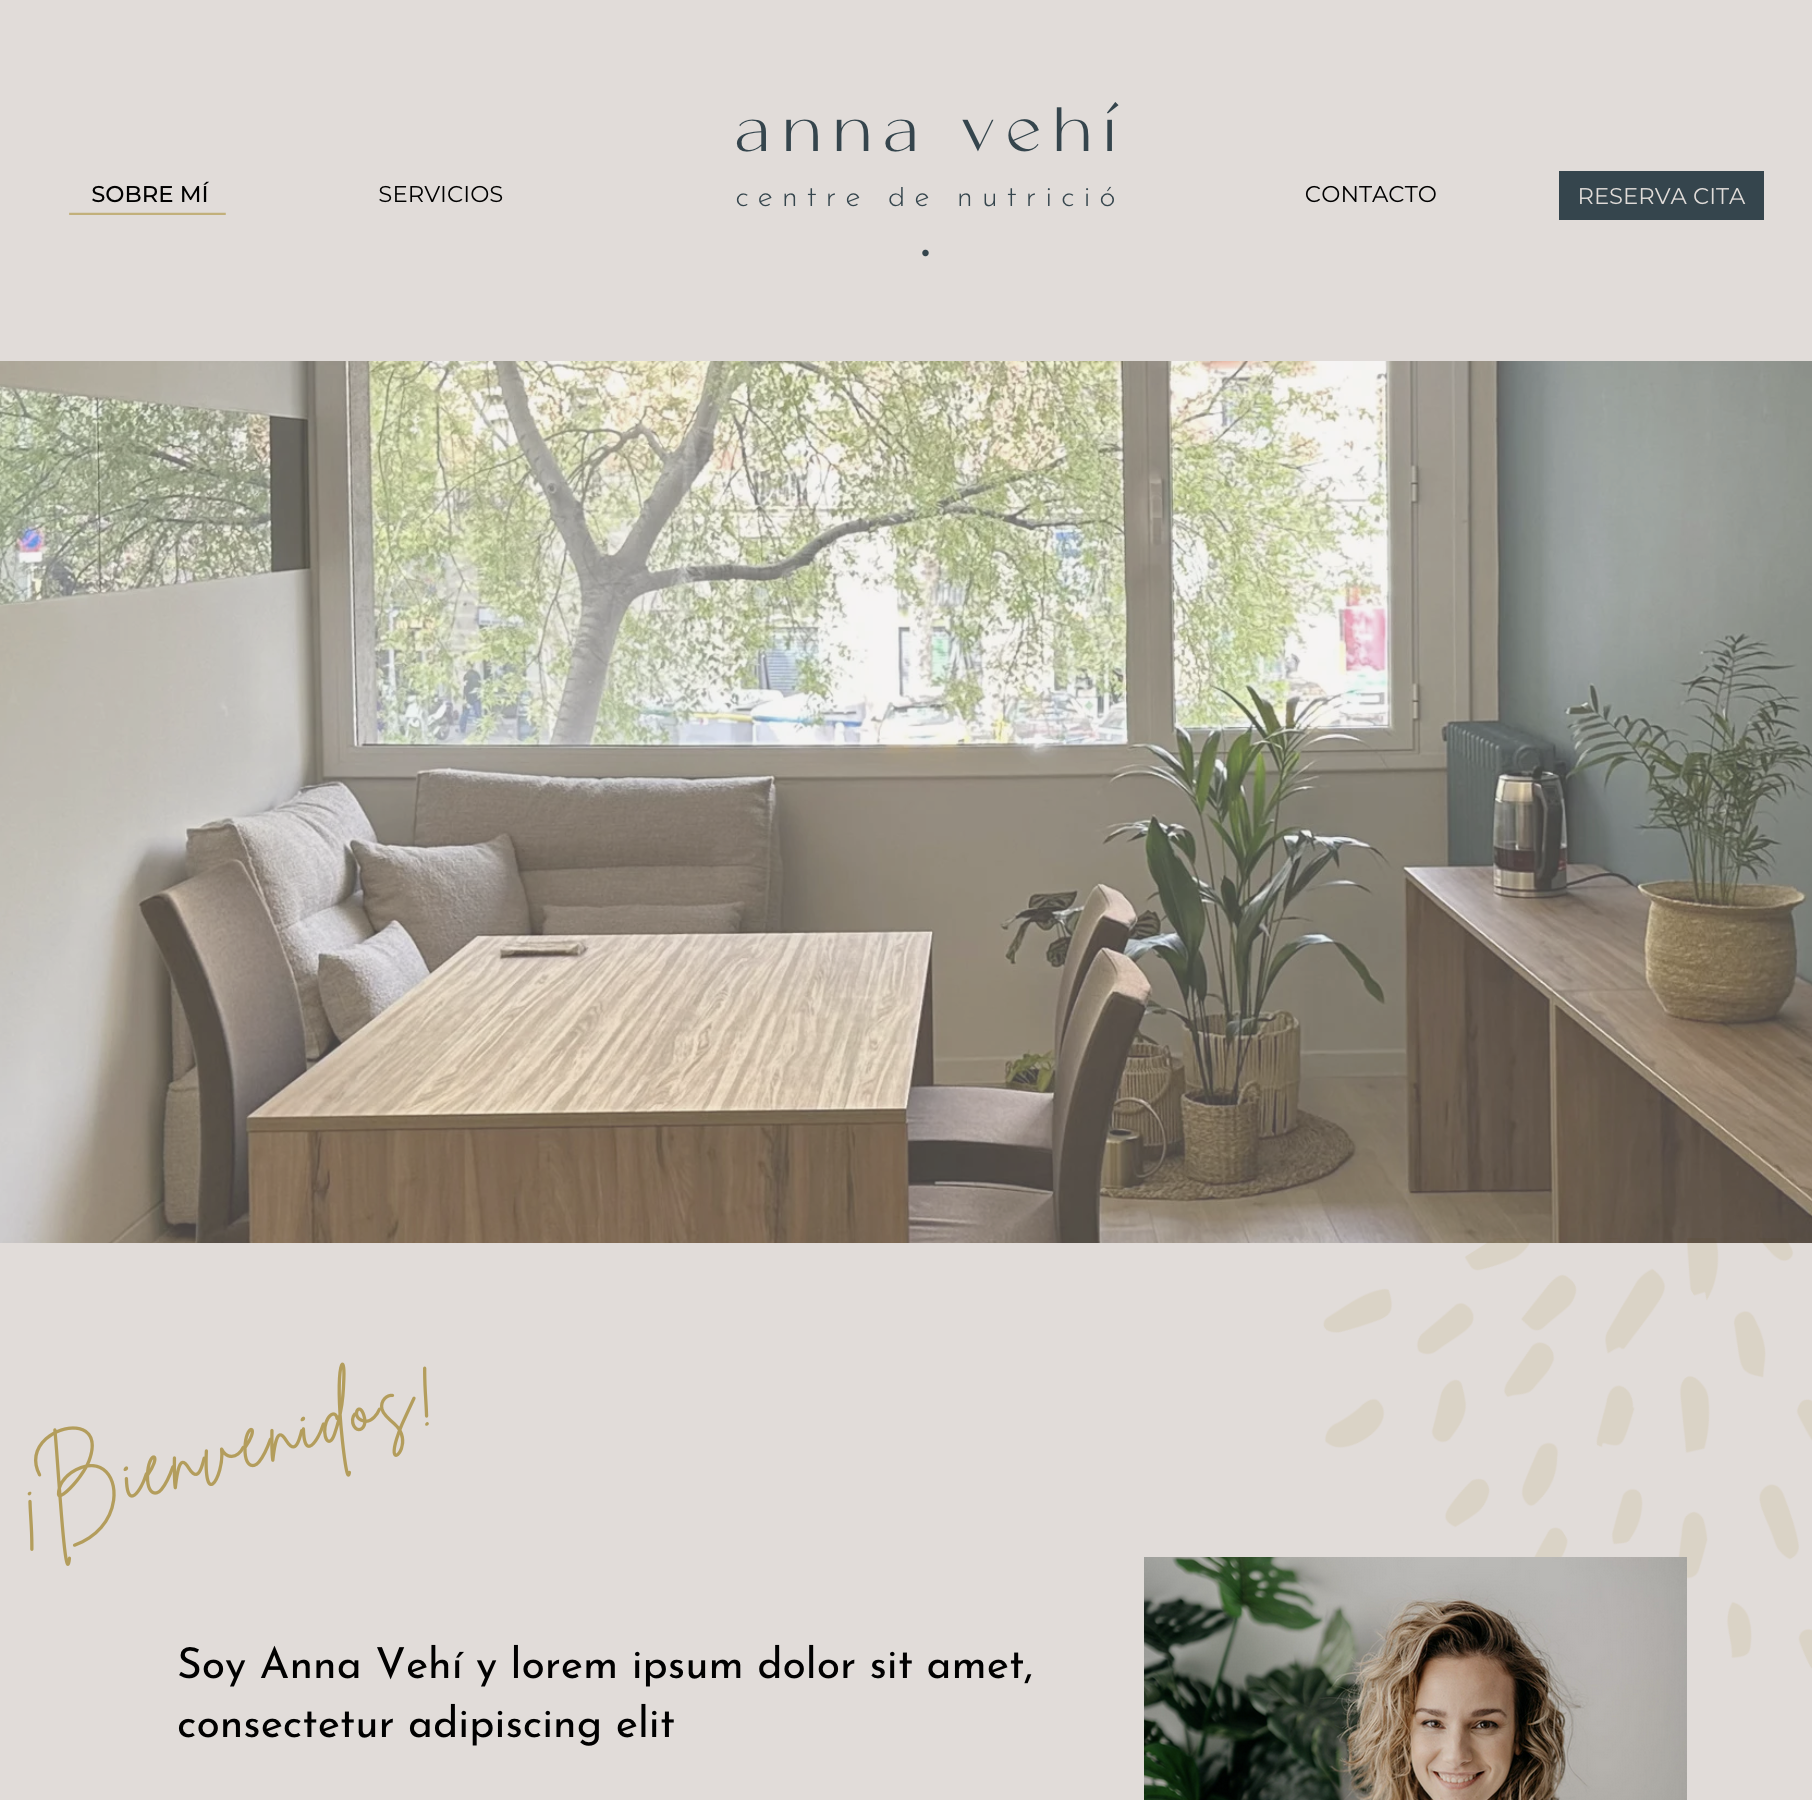 anna vehí
centre de nutrició
SOBRE MÍ
SERVICIOS
CONTACTO
RESERVA CITA
¡Bienvenidos!
Soy Anna Vehí y lorem ipsum dolor sit amet,
consectetur adipiscing elit